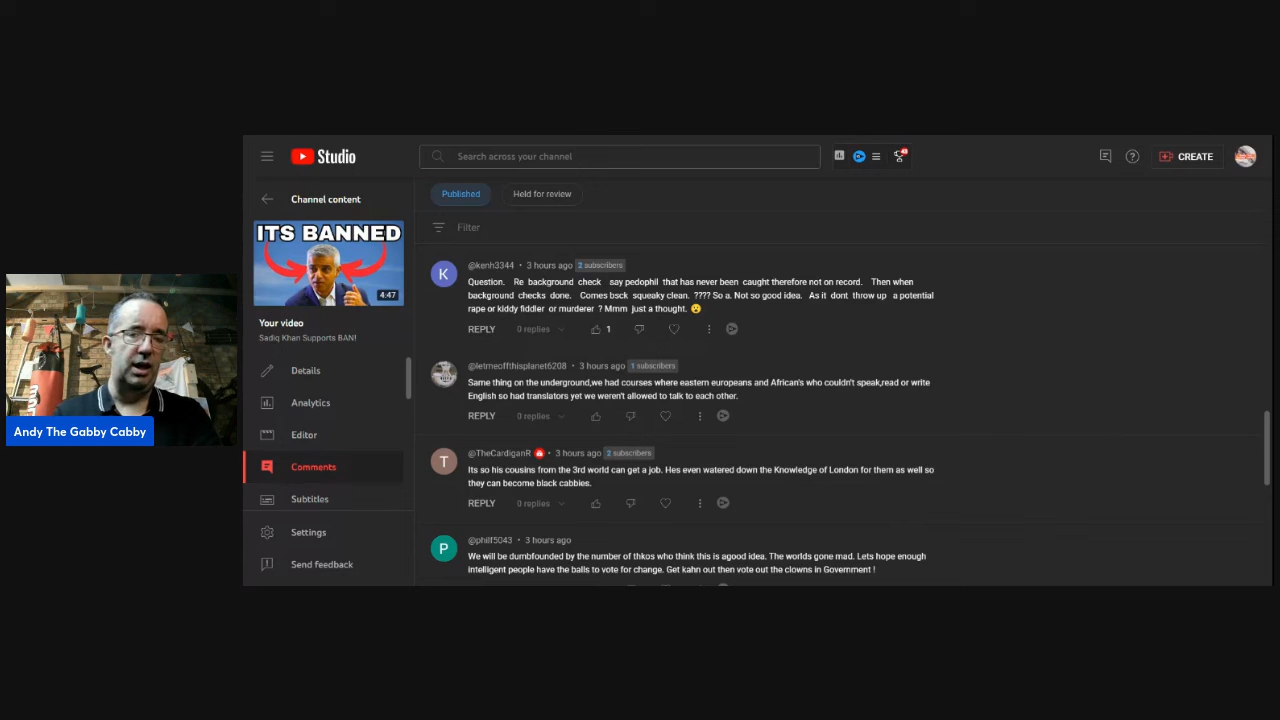 Studio
Search across your channel
CREATE
Channel content
Published
Held for review
ITS BANNED
4:47
Filter
@kenh3344 • 3 hours ago 2 subscribers
Question. Re background check say pedophil that has never been caught therefore not on record. Then when
background checks done. Comes bsck squeaky clean. ???? So a. Not so good idea. As it dont throw up a potential
rape or kiddy fiddler or murderer ? Mmm just a thought. 😮
REPLY 0 replies 1
Your video
Sadiq Khan Supports BAN!
Details
Analytics
Editor
Comments
Subtitles
Settings
Send feedback
@letmeoffthisplanet6208 • 3 hours ago 1 subscribers
Same thing on the underground,we had courses where eastern europeans and African's who couldn't speak,read or write
English so had translators yet we weren't allowed to talk to each other.
REPLY 0 replies
@TheCardiganR • 3 hours ago 2 subscribers
Its so his cousins from the 3rd world can get a job. Hes even watered down the Knowledge of London for them as well so
they can become black cabbies.
REPLY 0 replies
@philf5043 • 3 hours ago
We will be dumbfounded by the number of thkos who think this is agood idea. The worlds gone mad. Lets hope enough
intelligent people have the balls to vote for change. Get kahn out then vote out the clowns in Government !
Andy The Gabby Cabby
K
T
P